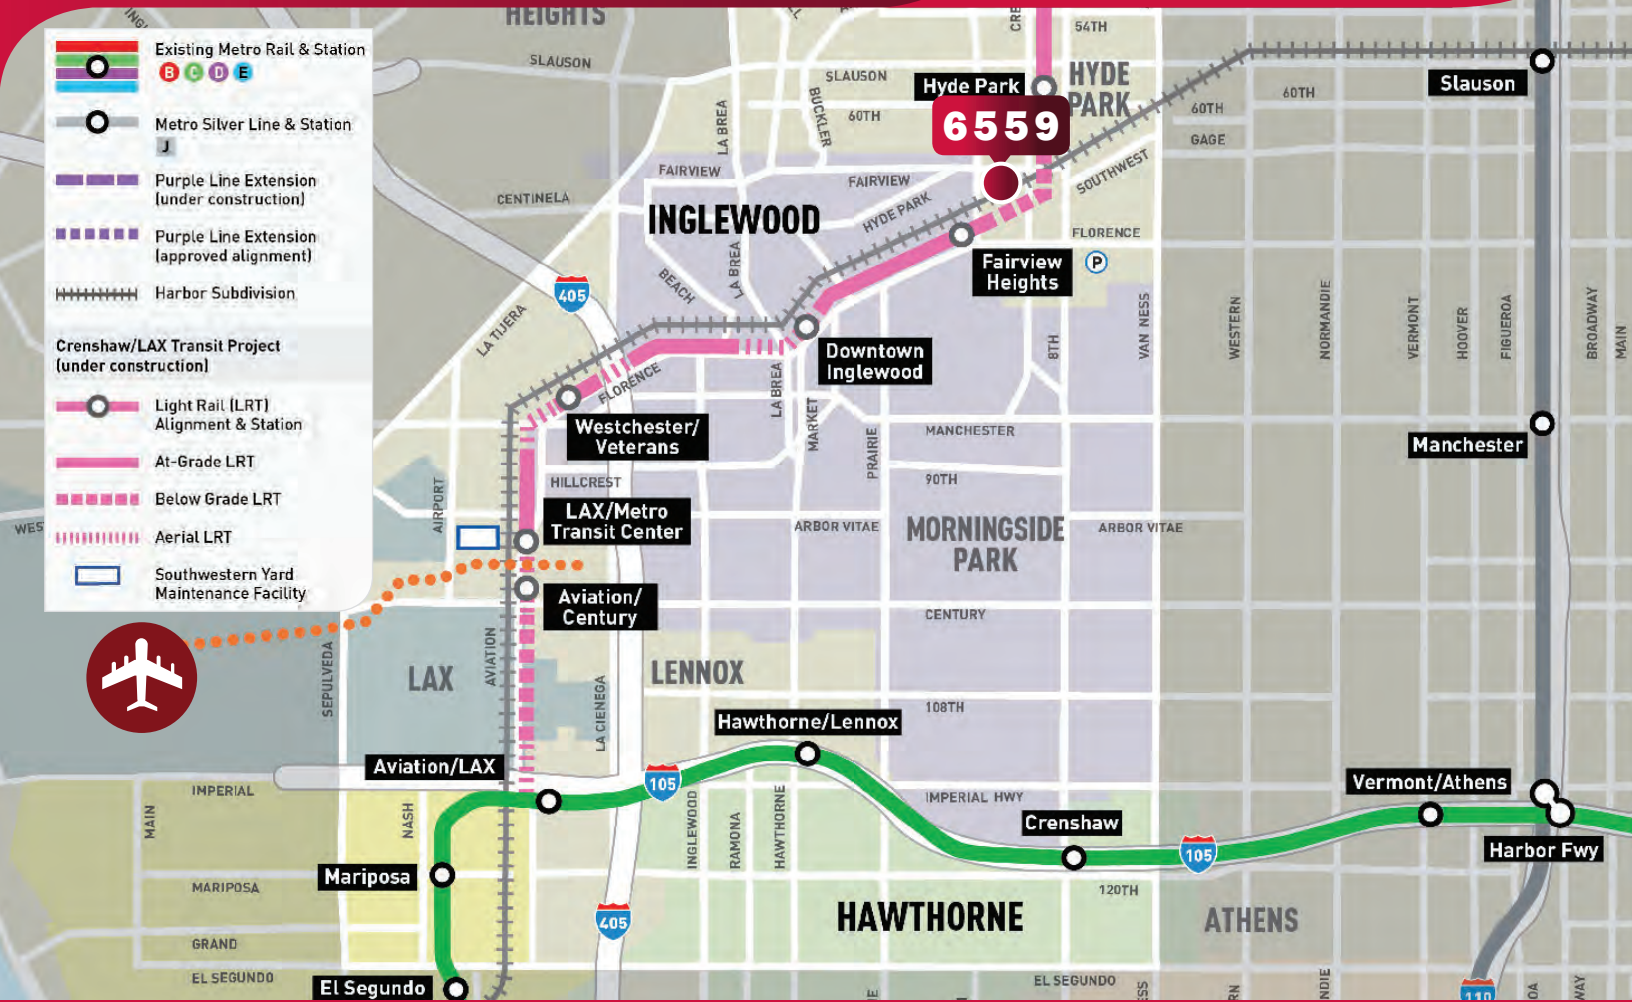 Existing Metro Rail & Station
B C D E
Metro Silver Line & Station
J
Purple Line Extension
(under construction)
Purple Line Extension
(approved alignment)
Harbor Subdivision
Crenshaw/LAX Transit Project
(under construction)
Light Rail (LRT)
Alignment & Station
At-Grade LRT
Below Grade LRT
Aerial LRT
Southwestern Yard
Maintenance Facility
HEIGHTS
SLAUSON
SLAUSON
54TH
Hyde Park
HYDE
PARK
Slauson
6559
60TH
60TH
60TH
GAGE
BUCKLER
LA BREA
FAIRVIEW
FAIRVIEW
SOUTHWEST
CENTINELA
INGLEWOOD
HYDE PARK
FLORENCE
Fairview
Heights
P
LA BREA
BEACH
405
LA TIJERA
8TH
VAN NESS
WESTERN
NORMANDIE
VERMONT
HOOVER
FIGUEROA
BROADWAY
MAIN
Downtown
Inglewood
FLORENCE
LA BREA
MARKET
PRAIRIE
Westchester/
Veterans
MANCHESTER
Manchester
HILLCREST
90TH
AIRPORT
LAX/Metro
Transit Center
ARBOR VITAE
MORNINGSIDE
PARK
ARBOR VITAE
WES
Aviation/
Century
CENTURY
SEPULVEDA
LAX
AVIATION
LENNOX
LA CIENEGA
108TH
Hawthorne/Lennox
Aviation/LAX
105
IMPERIAL
IMPERIAL HWY
Vermont/Athens
MAIN
NASH
INGLEWOOD
RAMONA
HAWTHORNE
Crenshaw
105
Harbor Fwy
Mariposa
MARIPOSA
120TH
405
HAWTHORNE
ATHENS
GRAND
EL SEGUNDO
El Segundo
EL SEGUNDO
110